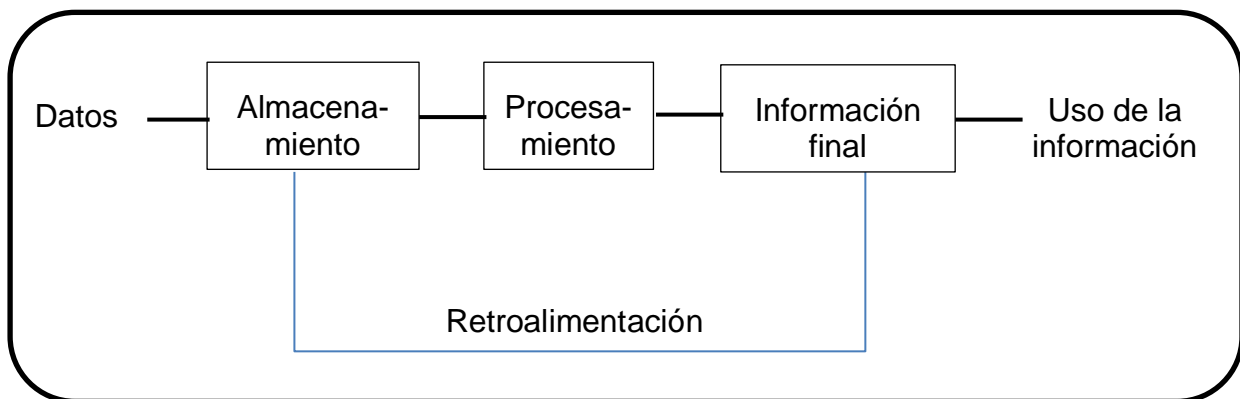 Datos
Almacena-
miento
Procesa-
miento
Información
final
Uso de la
información
Retroalimentación